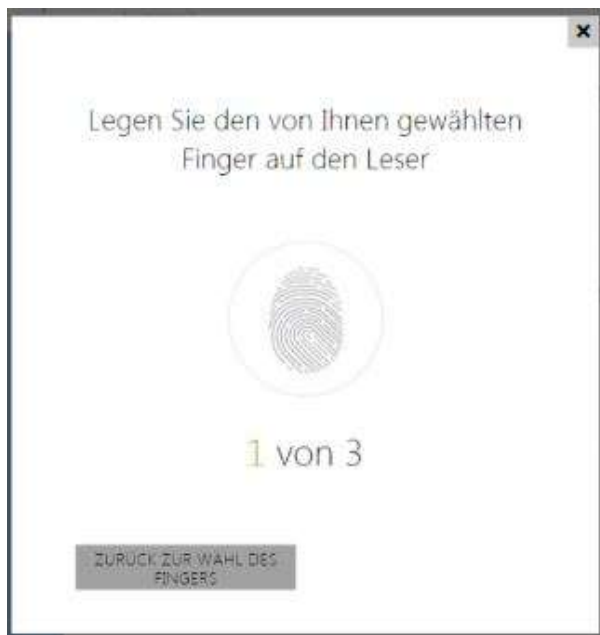 Legen Sie den von Ihnen gewählten
Finger auf den Leser
1 von 3
ZURÜCK ZUR WAHL DES
FINGERS